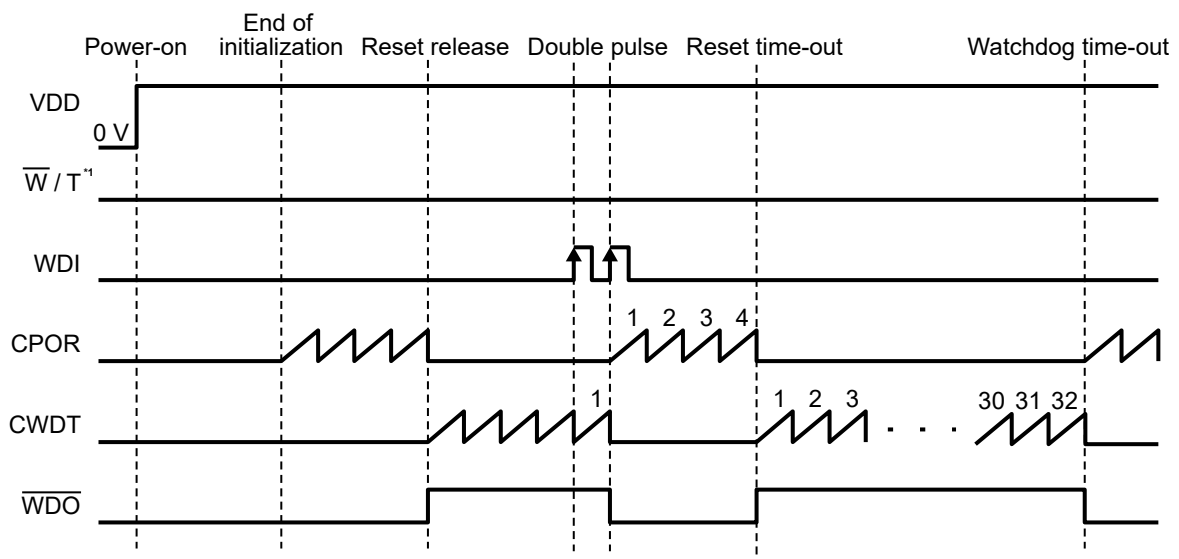 End of
Power-on initialization Reset release Double pulse Reset time-out Watchdog time-out
VDD
0 V
W / T *1
WDI
1 2 3 4
CPOR
1 1 2 3 30 31 32
CWDT
. . . .
WDO